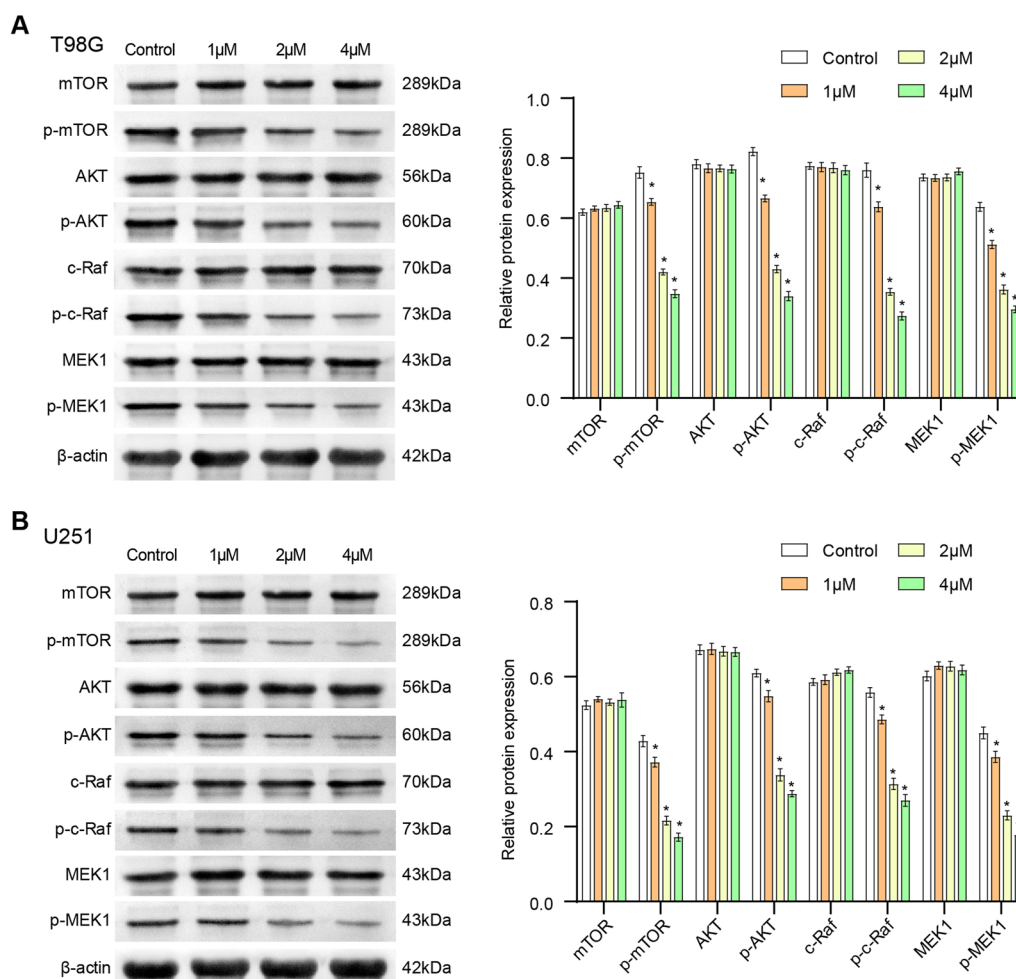 A
T98G
Control 1μM 2μM 4μM
mTOR 289kDa
p-mTOR 289kDa
AKT 56kDa
p-AKT 60kDa
c-Raf 70kDa
p-c-Raf 73kDa
MEK1 43kDa
p-MEK1 43kDa
β-actin 42kDa
Control 2μM
1μM 4μM
Relative protein expression
1.0
0.8
0.6
0.4
0.2
0.0
* * * * * * * * * * * *
mTOR p-mTOR AKT p-AKT c-Raf p-c-Raf MEK1 p-MEK1
B
U251
Control 1μM 2μM 4μM
mTOR 289kDa
p-mTOR 289kDa
AKT 56kDa
p-AKT 60kDa
c-Raf 70kDa
p-c-Raf 73kDa
MEK1 43kDa
p-MEK1 43kDa
β-actin 42kDa
Control 2μM
1μM 4μM
Relative protein expression
0.8
0.6
0.4
0.2
0.0
* * * * * * * * * * *
mTOR p-mTOR AKT p-AKT c-Raf p-c-Raf MEK1 p-MEK1